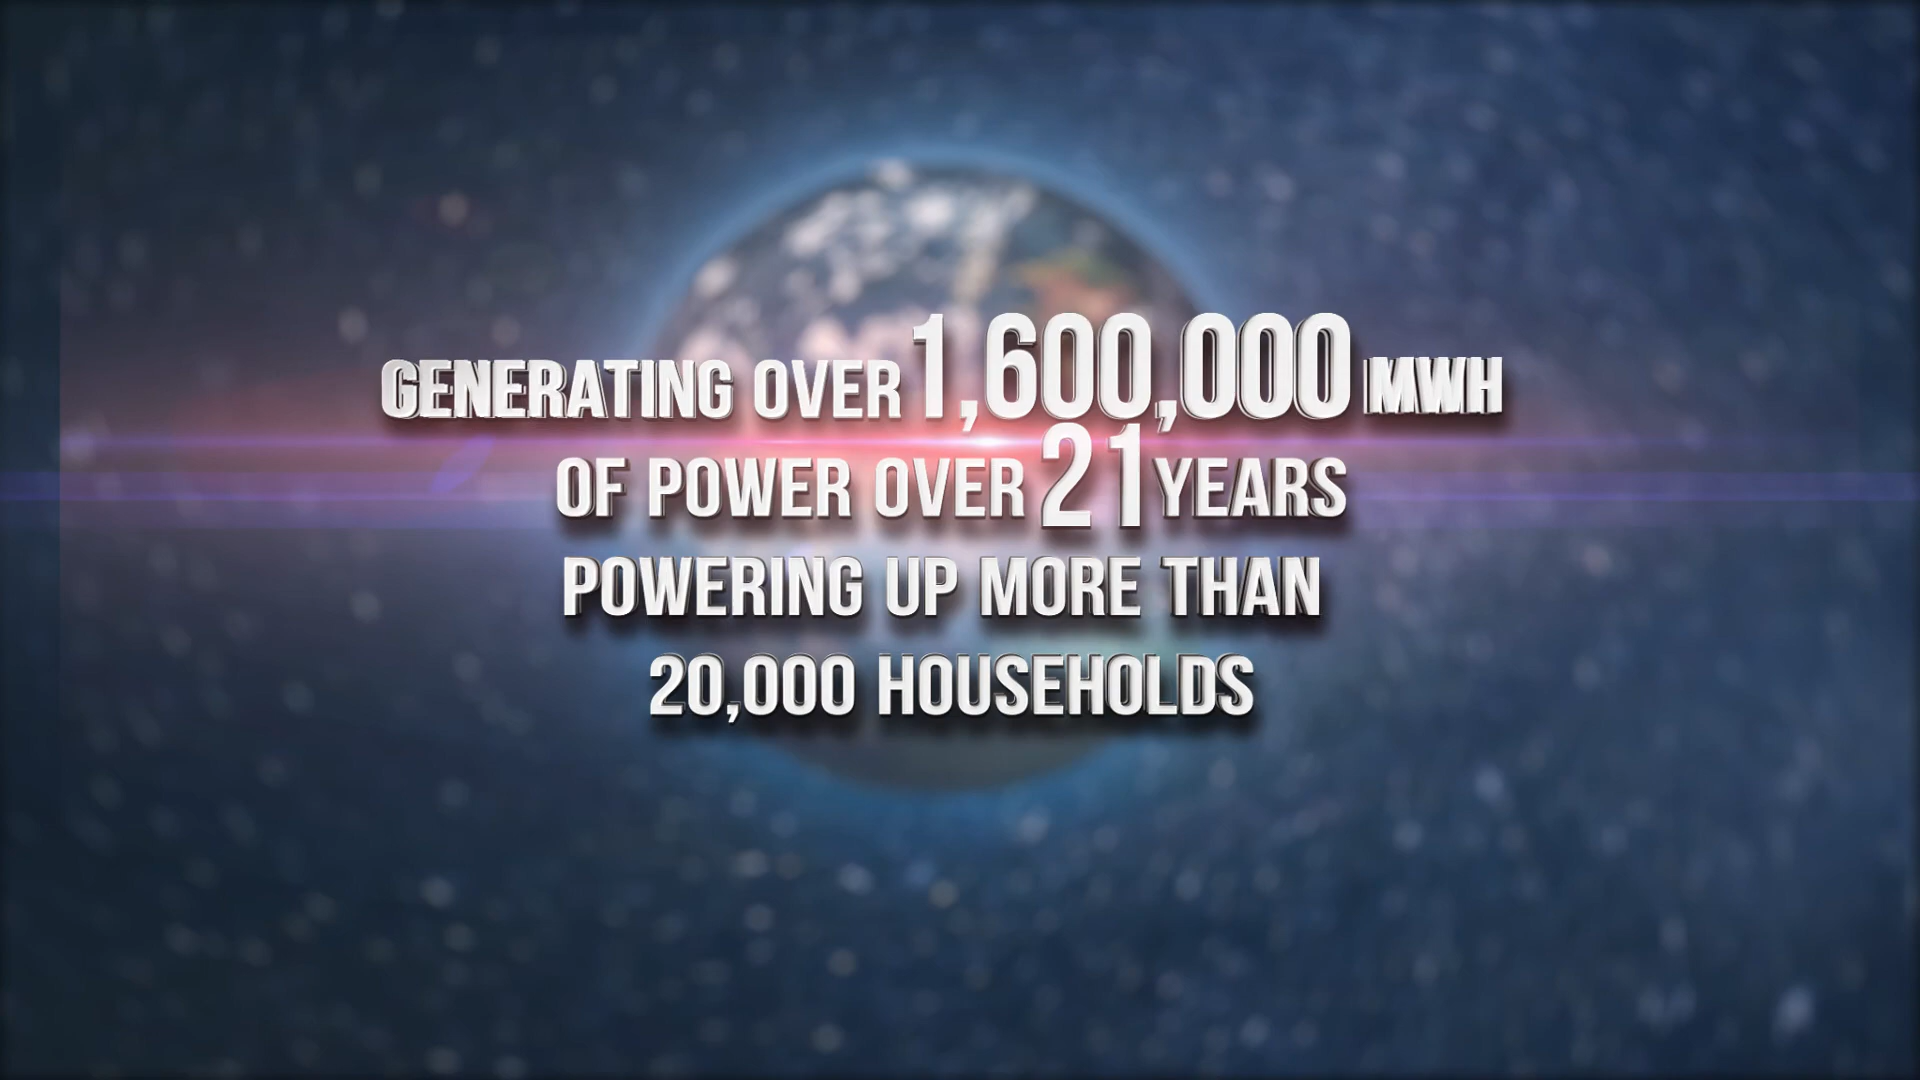 GENERATING OVER 1,600,000 MWH
OF POWER OVER 21 YEARS
POWERING UP MORE THAN
20,000 HOUSEHOLDS